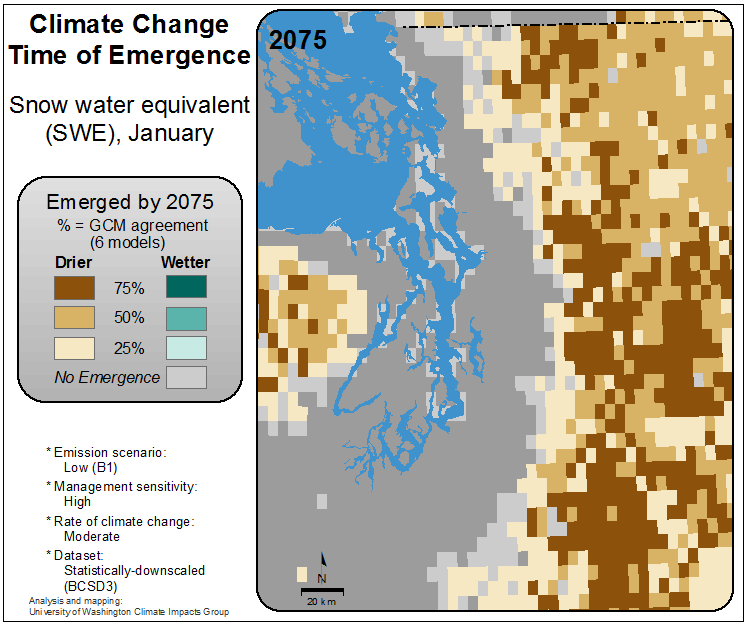 Climate Change
Time of Emergence
Snow water equivalent
(SWE), January
Emerged by 2075
% = GCM agreement
(6 models)
Drier Wetter
75%
50%
25%
No Emergence
* Emission scenario:
Low (B1)
* Management sensitivity:
High
* Rate of climate change:
Moderate
* Dataset:
Statistically-downscaled
(BCSD3)
Analysis and mapping:
University of Washington Climate Impacts Group
2075
N
20 km